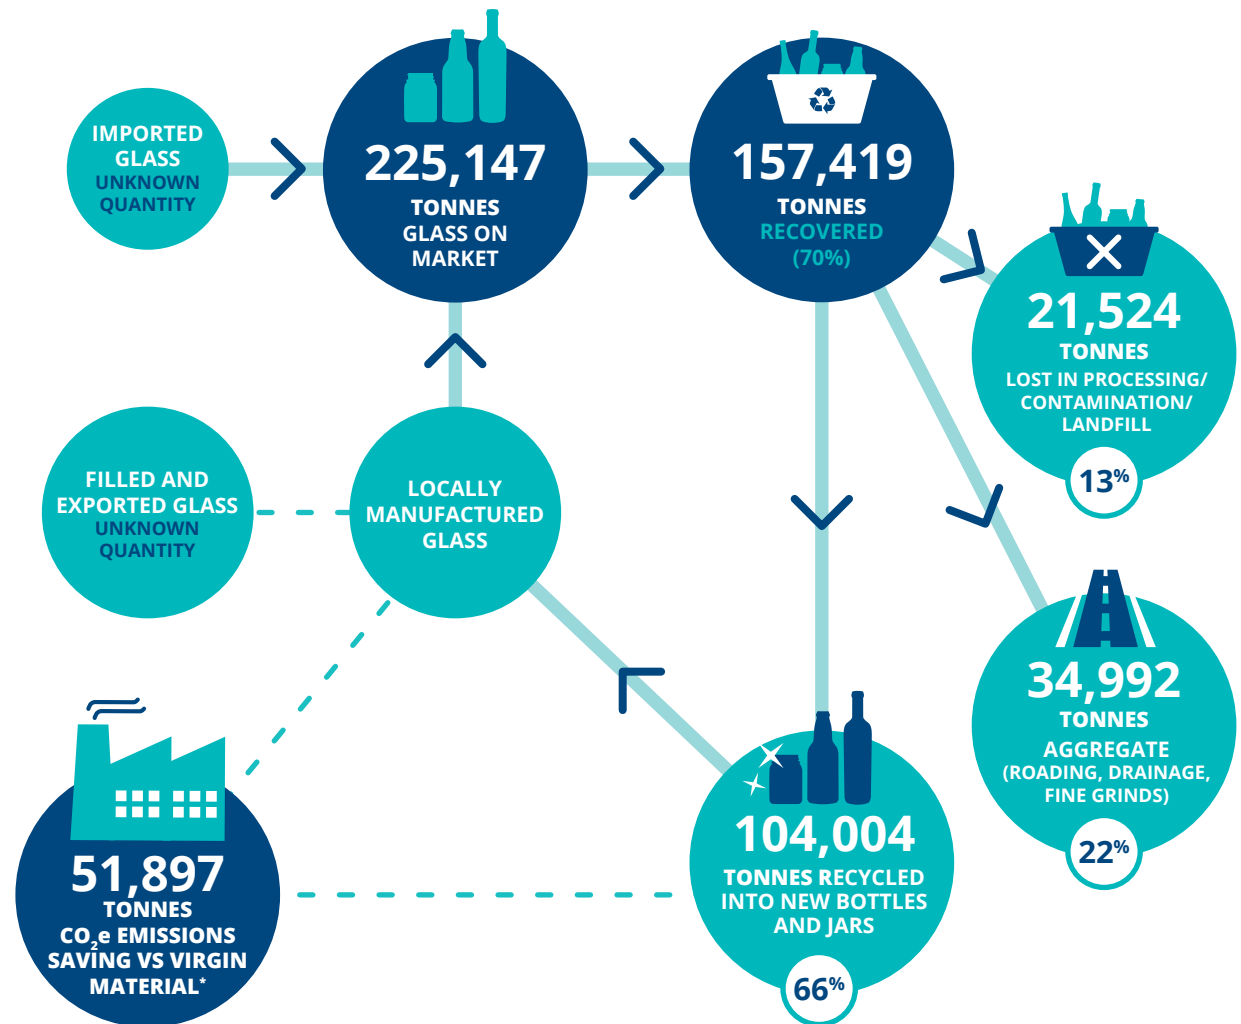 IMPORTED
GLASS
UNKNOWN
QUANTITY
225,147
TONNES
GLASS ON
MARKET
157,419
TONNES
RECOVERED
(70%)
21,524
TONNES
LOST IN PROCESSING/
CONTAMINATION/
LANDFILL
13%
FILLED AND
EXPORTED GLASS
UNKNOWN
QUANTITY
LOCALLY
MANUFACTURED
GLASS
34,992
TONNES
AGGREGATE
(ROADING, DRAINAGE,
FINE GRINDS)
22%
51,897
TONNES
CO₂e EMISSIONS
SAVING VS VIRGIN
MATERIAL*
104,004
TONNES RECYCLED
INTO NEW BOTTLES
AND JARS
66%